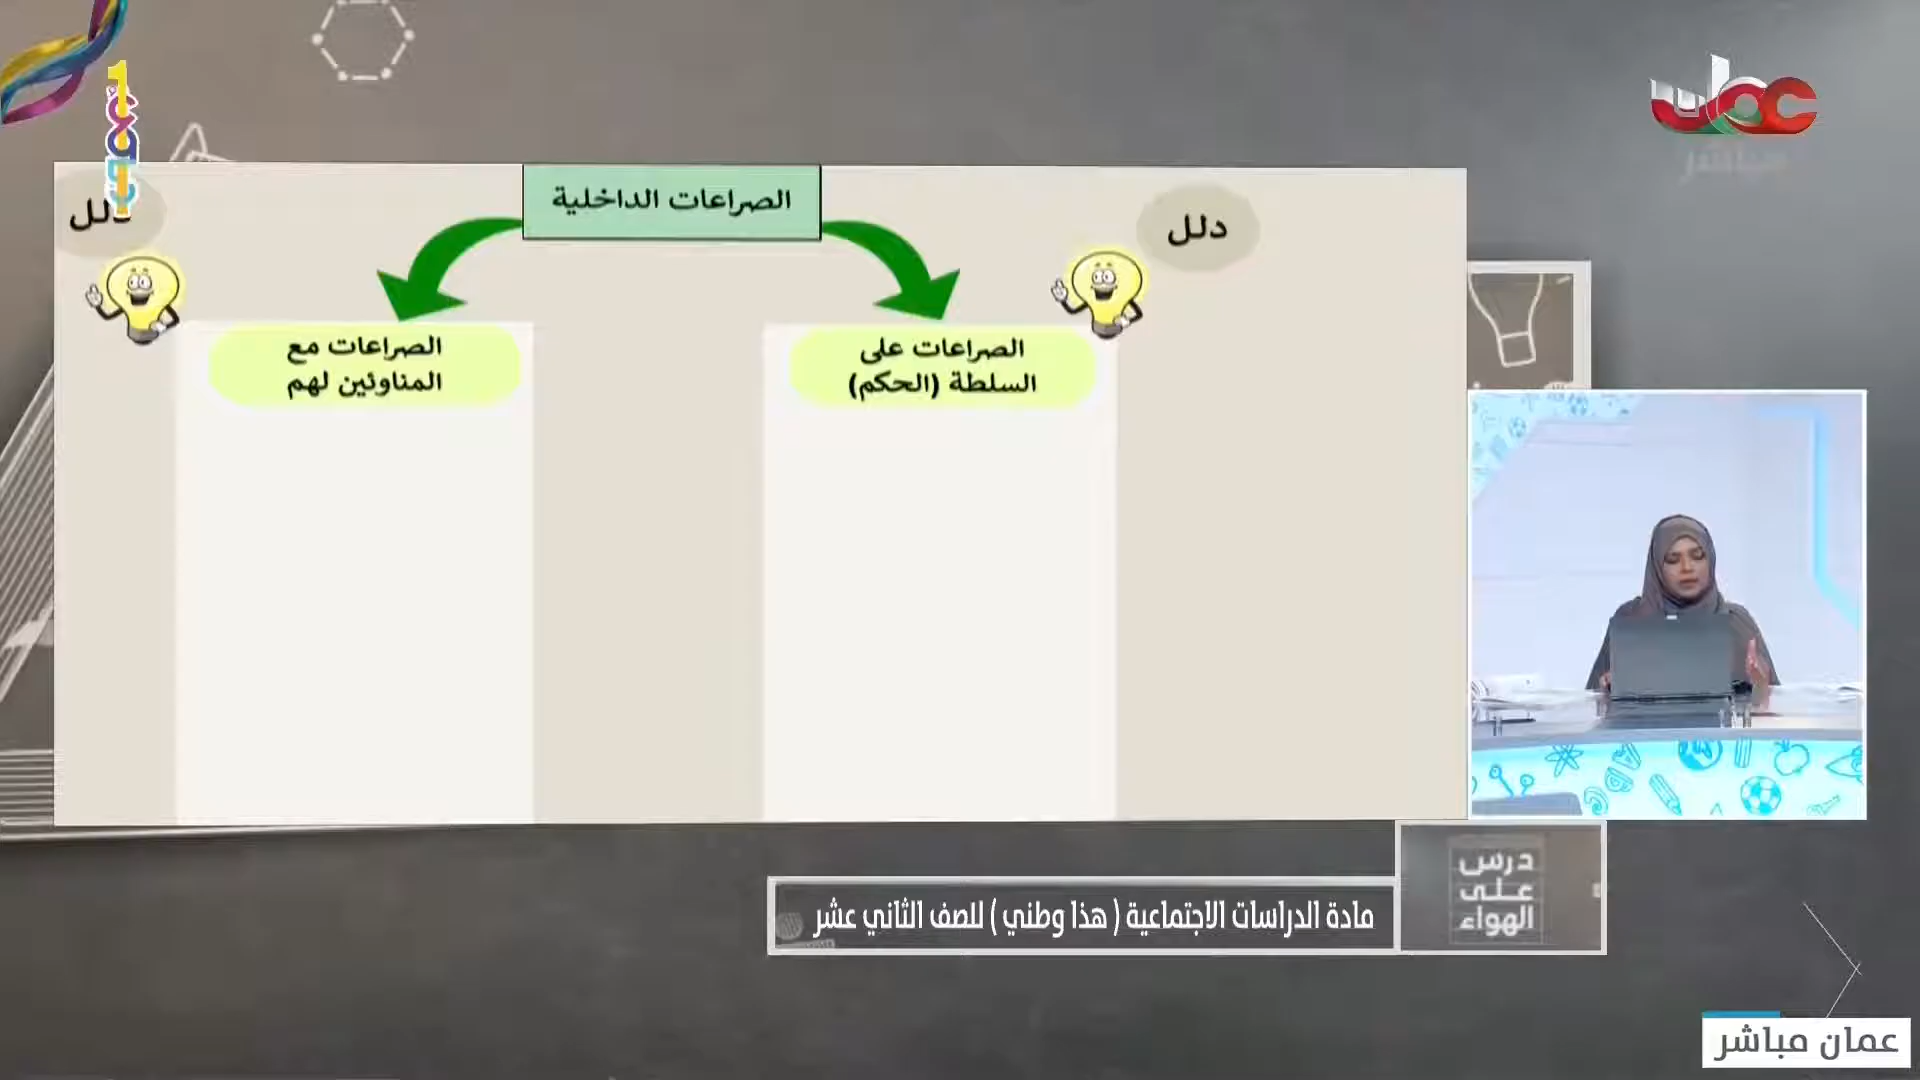 عمان
مباشر
الصراعات الداخلية
دلل
دلل
الصراعات على
السلطة (الحكم)
الصراعات مع
المناوئين لهم
درس
على
الهواء
مادة الدراسات الاجتماعية ( هذا وطني ) للصف الثاني عشر
عمان مباشر